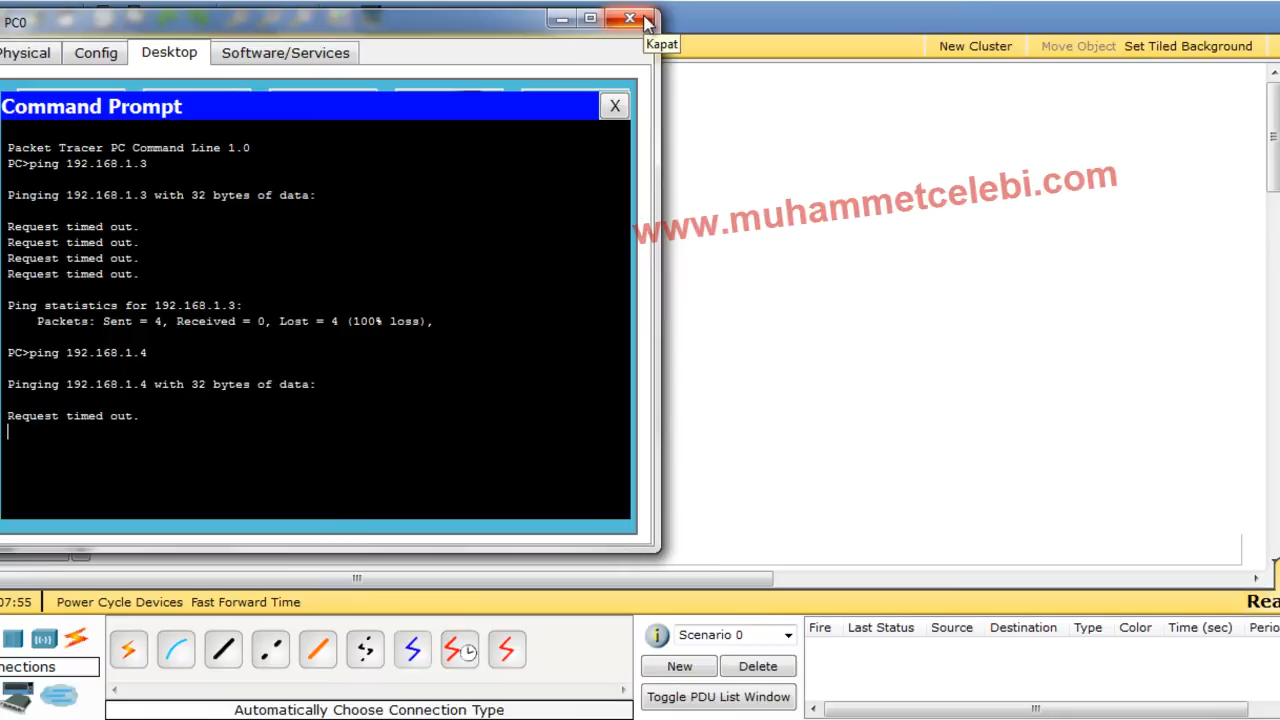 PC0
Kapat
Physical
Config
Desktop
Software/Services
New Cluster
Move Object
Set Tiled Background
Command Prompt
X
Packet Tracer PC Command Line 1.0
PC>ping 192.168.1.3
Pinging 192.168.1.3 with 32 bytes of data:
Request timed out.
Request timed out.
Request timed out.
Request timed out.
Ping statistics for 192.168.1.3:
Packets: Sent = 4, Received = 0, Lost = 4 (100% loss),
PC>ping 192.168.1.4
Pinging 192.168.1.4 with 32 bytes of data:
Request timed out.
www.muhammetcelebi.com
07:55
Power Cycle Devices Fast Forward Time
Rea
nections
Automatically Choose Connection Type
Scenario 0
New
Delete
Toggle PDU List Window
Fire
Last Status
Source
Destination
Type
Color
Time (sec)
Perio